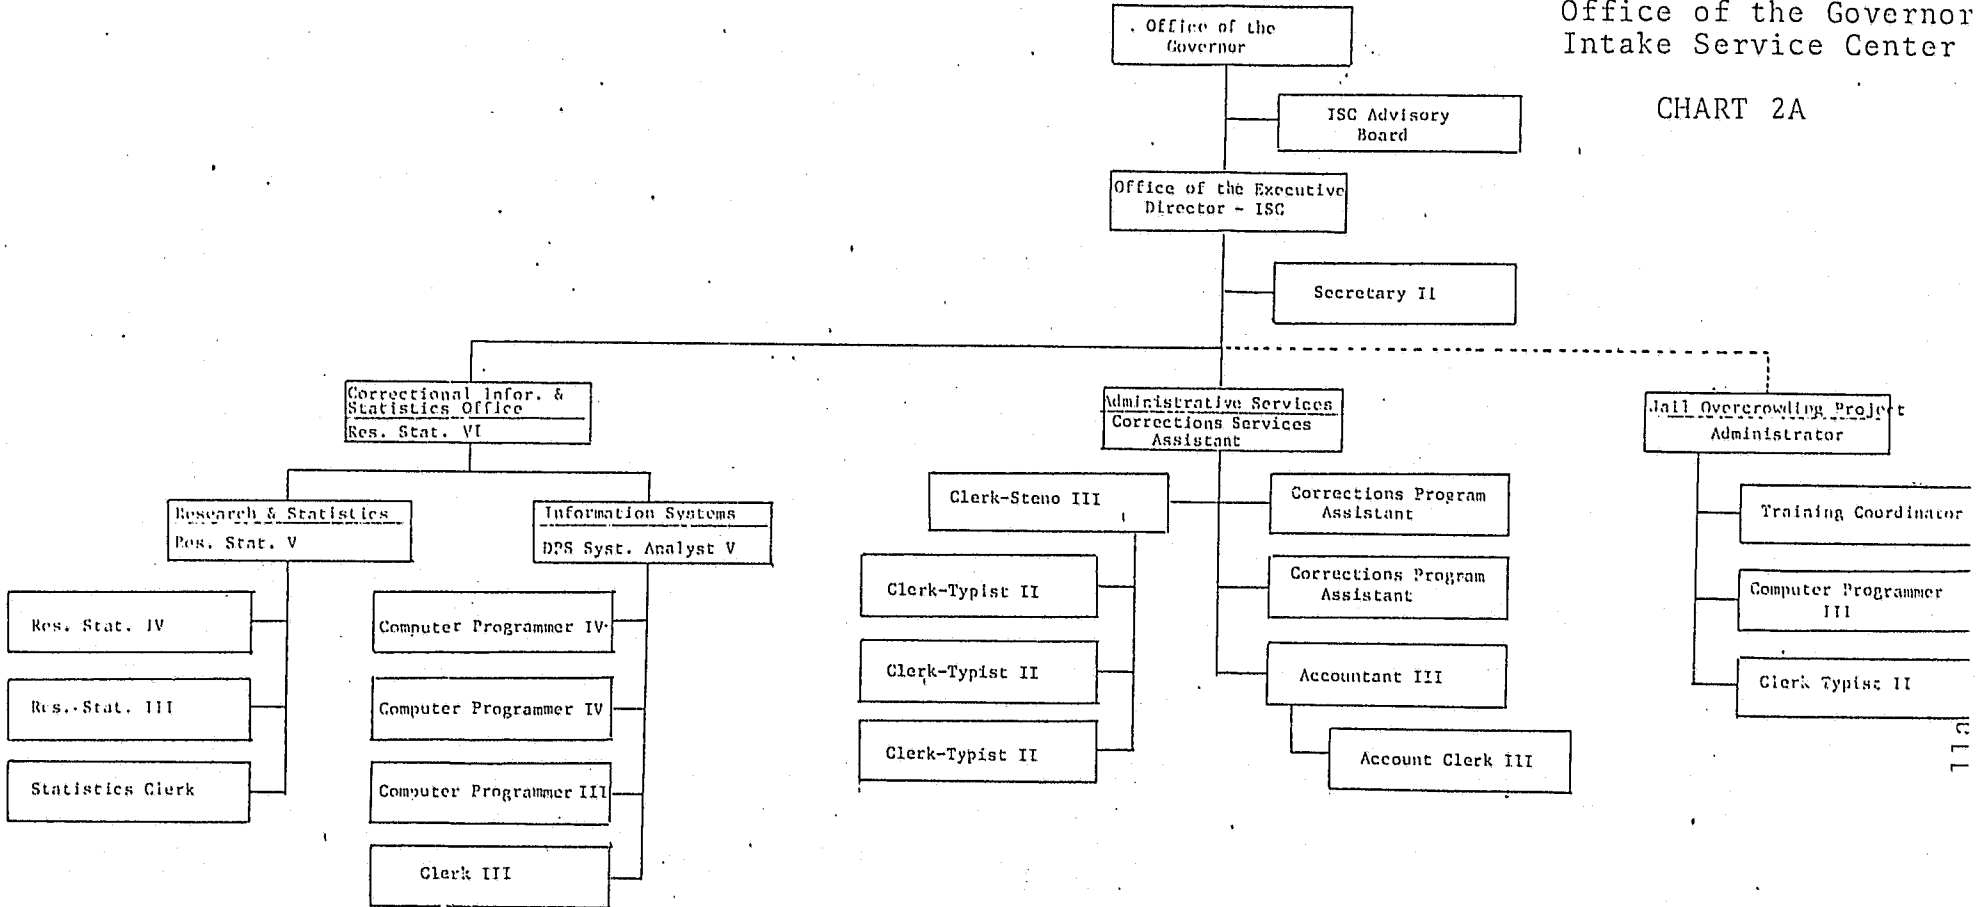 Office of the Governor
Intake Service Center
CHART 2A
Office of the
Governor
ISC Advisory
Board
Office of the Executive
Director - ISC
Secretary II
Correctional Infor. &
Statistics Office
Res. Stat. VI
Administrative Services
Corrections Services
Assistant
Jail Overcrowding Project
Administrator
Research & Statistics
Res. Stat. V
Information Systems
DPS Syst. Analyst V
Clerk-Steno III
Corrections Program
Assistant
Training Coordinator
Clerk-Typist II
Corrections Program
Assistant
Computer Programmer
III
Res. Stat. IV
Computer Programmer IV
Clerk-Typist II
Accountant III
Clerk Typist II
Res. Stat. III
Computer Programmer IV
Clerk-Typist II
Account Clerk III
Statistics Clerk
Computer Programmer III
Clerk III
11a